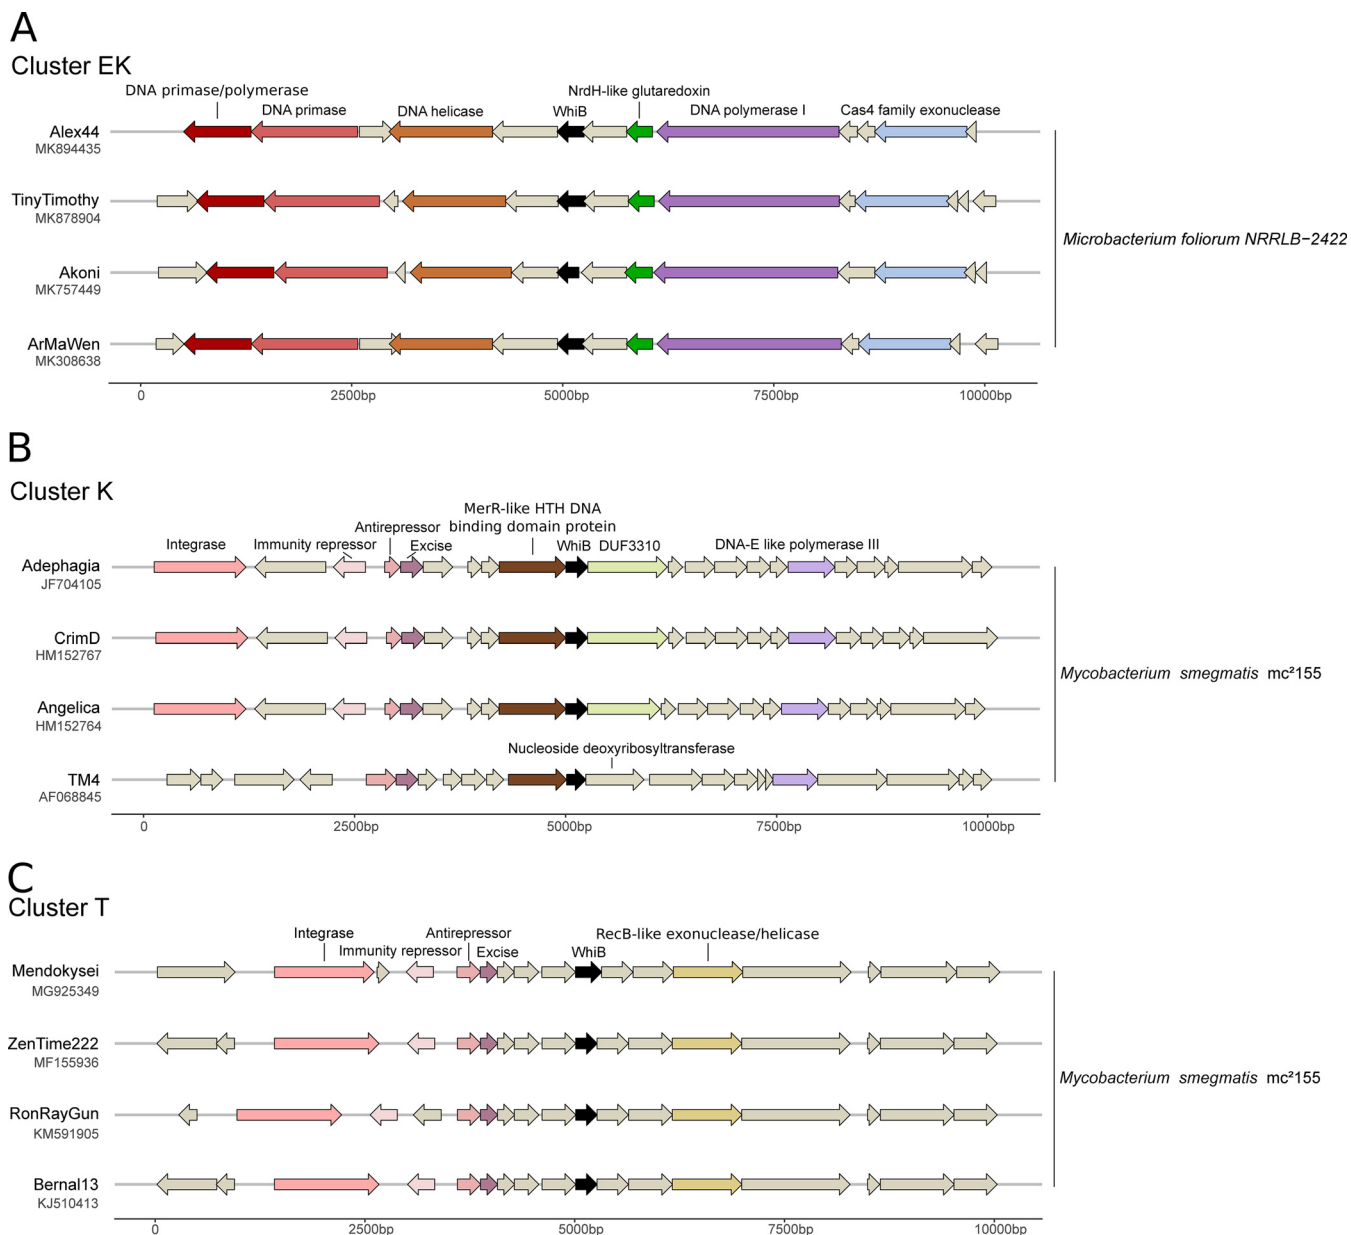 A
Cluster EK
DNA primase/polymerase
NrdH-like glutaredoxin
DNA primase
DNA helicase
WhiB
DNA polymerase I
Cas4 family exonuclease
Alex44
MK894435
TinyTimothy
MK878904
Microbacterium foliorum NRRLB−2422
Akoni
MK757449
ArMaWen
MK308638
0 2500bp 5000bp 7500bp 10000bp
B
Cluster K
MerR-like HTH DNA
binding domain protein
Antirepressor
Integrase
Immunity repressor
Excise
WhiB
DUF3310
DNA-E like polymerase III
Adephagia
JF704105
CrimD
HM152767
Mycobacterium smegmatis mc²155
Angelica
HM152764
Nucleoside deoxyribosyltransferase
TM4
AF068845
0 2500bp 5000bp 7500bp 10000bp
C
Cluster T
Integrase
Antirepressor
RecB-like exonuclease/helicase
Immunity repressor
Excise
WhiB
Mendokysei
MG925349
ZenTime222
MF155936
Mycobacterium smegmatis mc²155
RonRayGun
KM591905
Bernal13
KJ510413
0 2500bp 5000bp 7500bp 10000bp